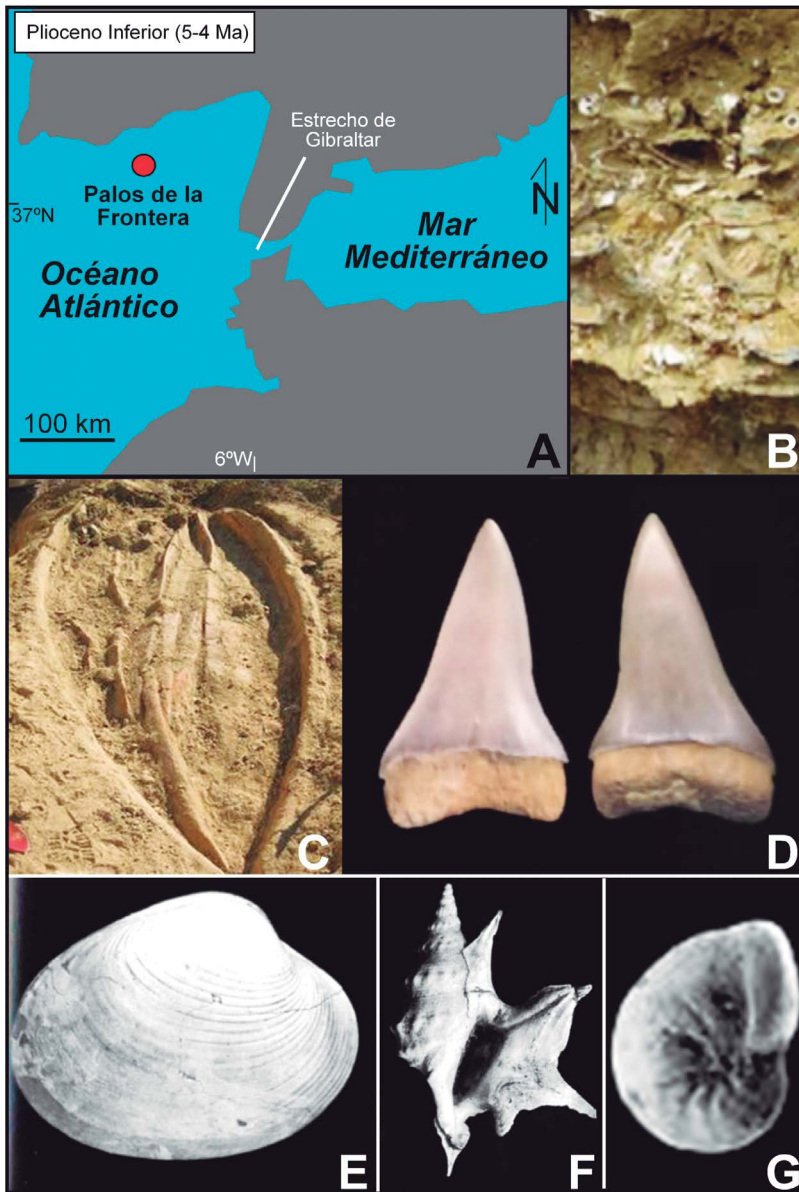 Plioceno Inferior (5-4 Ma)
Estrecho de
Gibraltar
Palos de la
Frontera
37ºN
N
Mar
Mediterráneo
Océano
Atlántico
100 km
6ºW
A
B
C
D
E
F
G